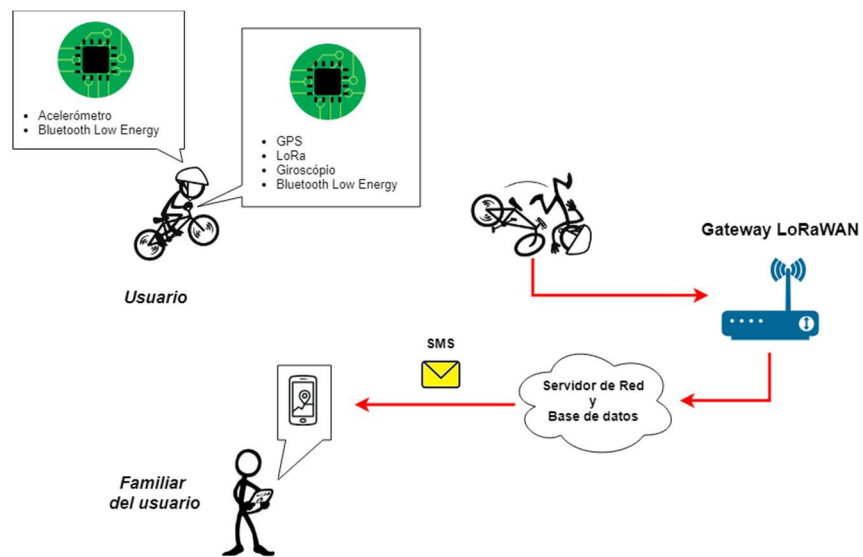 Acelerómetro
Bluetooth Low Energy
GPS
LoRa
Giroscópio
Bluetooth Low Energy
Usuario
Gateway LoRaWAN
SMS
Servidor de Red
y
Base de datos
Familiar
del usuario